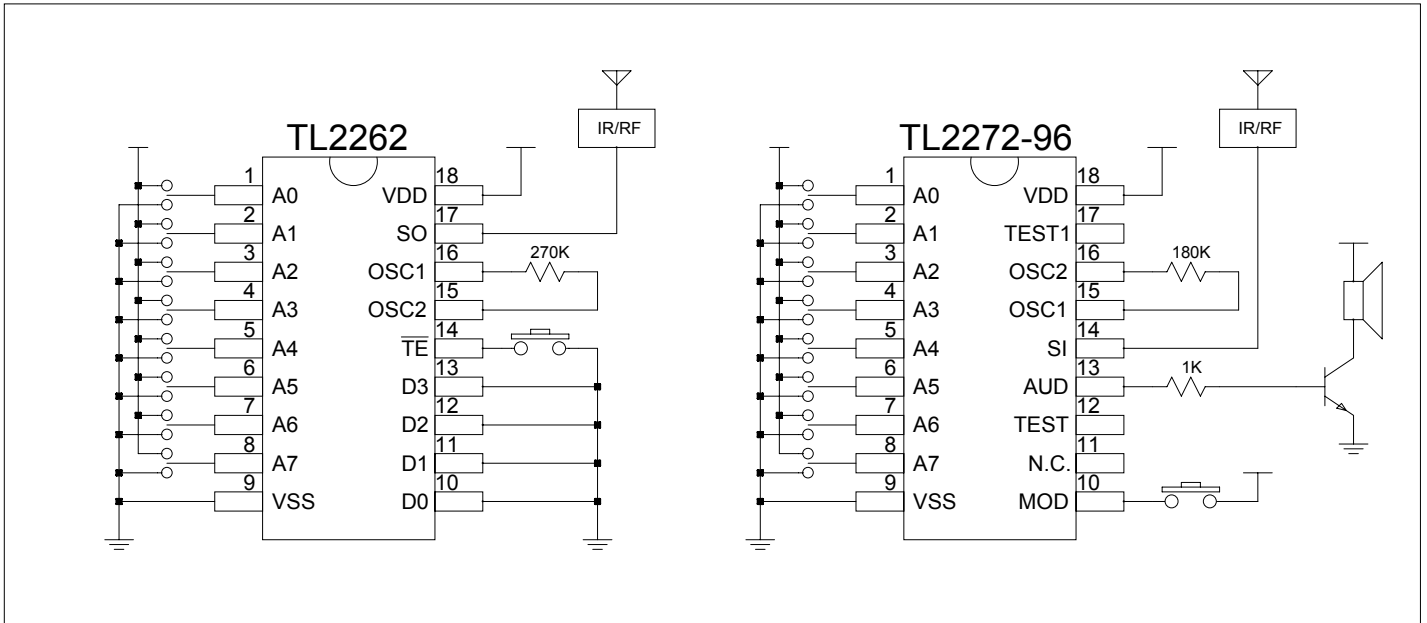 TL2262
IR/RF
1 A0 VDD 18
2 A1 SO 17
3 A2 OSC1 16
270K
4 A3 OSC2 15
5 A4 TE 14
6 A5 D3 13
7 A6 D2 12
8 A7 D1 11
9 VSS D0 10
TL2272-96
IR/RF
1 A0 VDD 18
2 A1 TEST1 17
3 A2 OSC2 16
180K
4 A3 OSC1 15
5 A4 SI 14
6 A5 AUD 13
1K
7 A6 TEST 12
8 A7 N.C. 11
9 VSS MOD 10